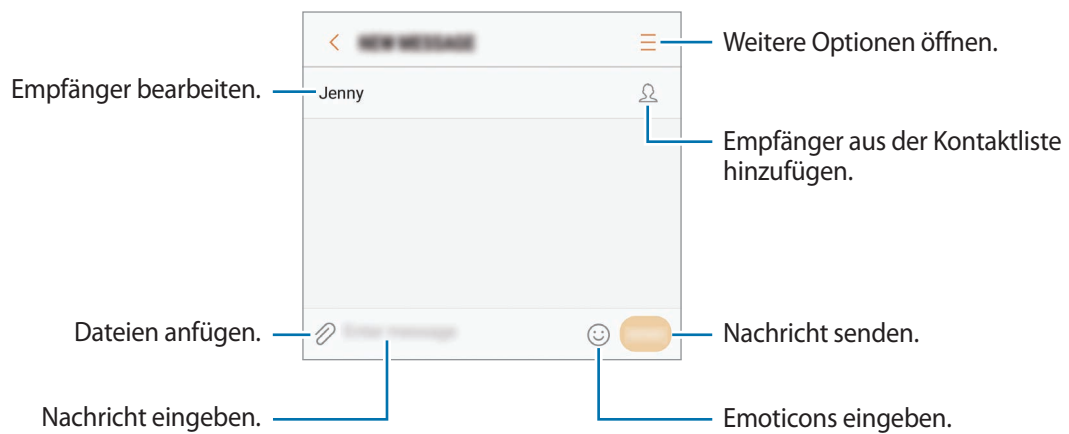 Weitere Optionen öffnen.
Empfänger bearbeiten.
Jenny
Empfänger aus der Kontaktliste
hinzufügen.
Dateien anfügen.
Nachricht senden.
Nachricht eingeben.
Emoticons eingeben.